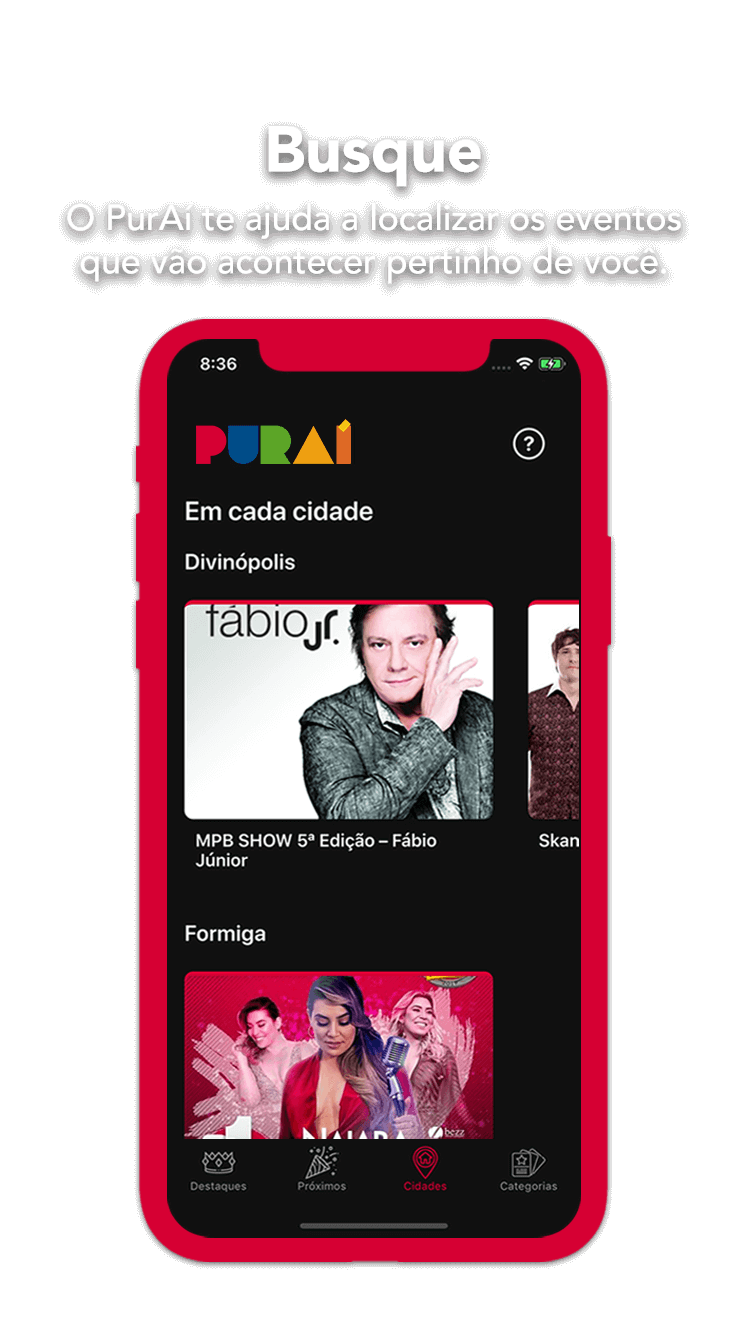 Busque
O PurAí te ajuda a localizar os eventos
que vão acontecer pertinho de você.
8:36
PURAÍ
?
Em cada cidade
Divinópolis
fábio jr.
MPB SHOW 5ª Edição – Fábio
Júnior
Skan
Formiga
bezz
Destaques
Próximos
Cidades
Categorias